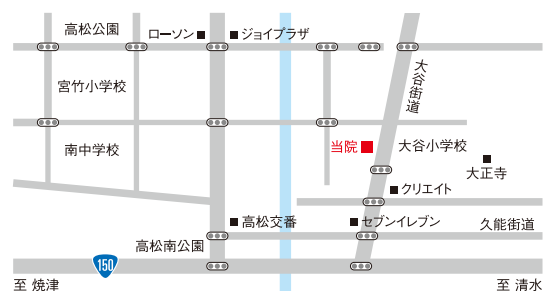 高松公園
ローソン
ジョイプラザ
宮竹小学校
大谷街道
南中学校
当院
大谷小学校
大正寺
クリエイト
高松交番
セブンイレブン
久能街道
高松南公園
150
至 焼津
至 清水